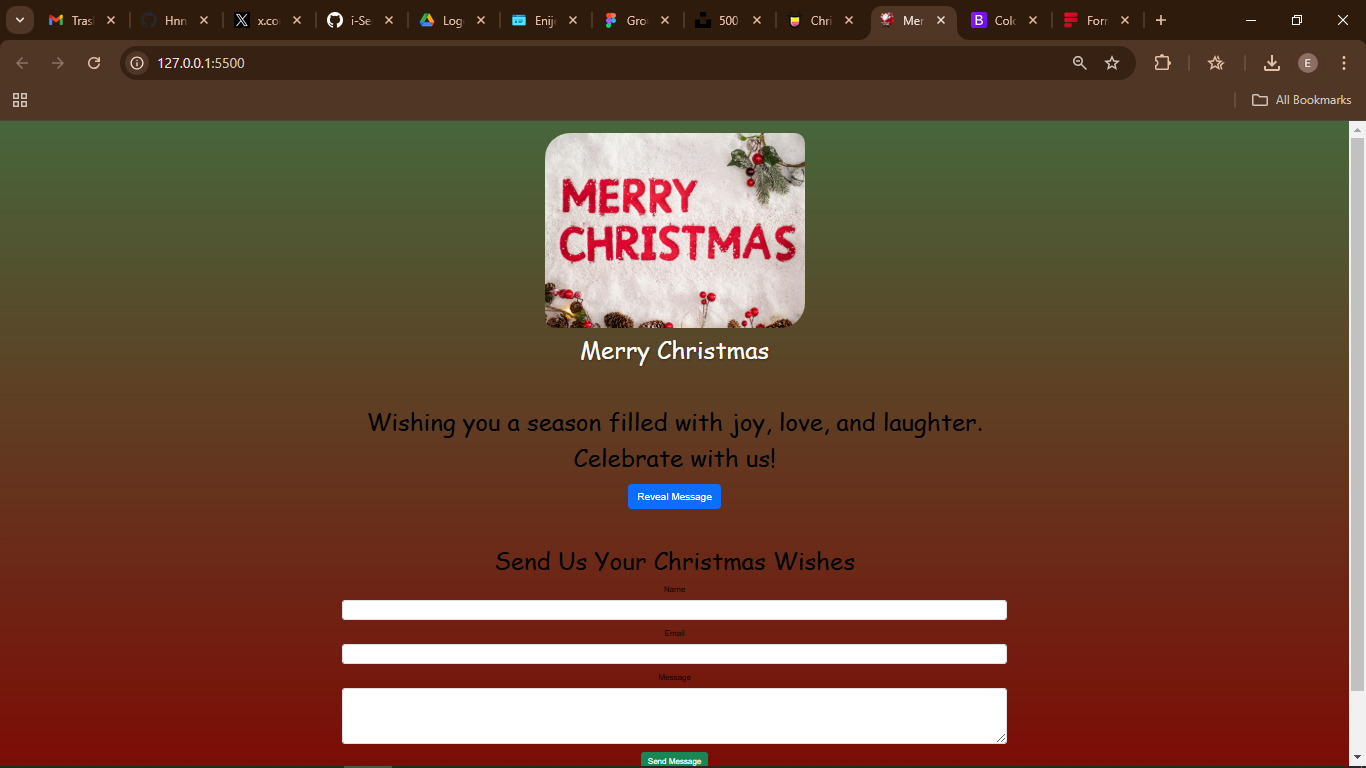 Tras
Hnn
x.co
i-Se
Log
Enij
Gro
500
Chri
Mer
B
Col
Forr
127.0.0.1:5500
E
All Bookmarks
MERRY
CHRISTMAS
Merry Christmas
Wishing you a season filled with joy, love, and laughter.
Celebrate with us!
Reveal Message
Send Us Your Christmas Wishes
Name
Email
Message
Send Message